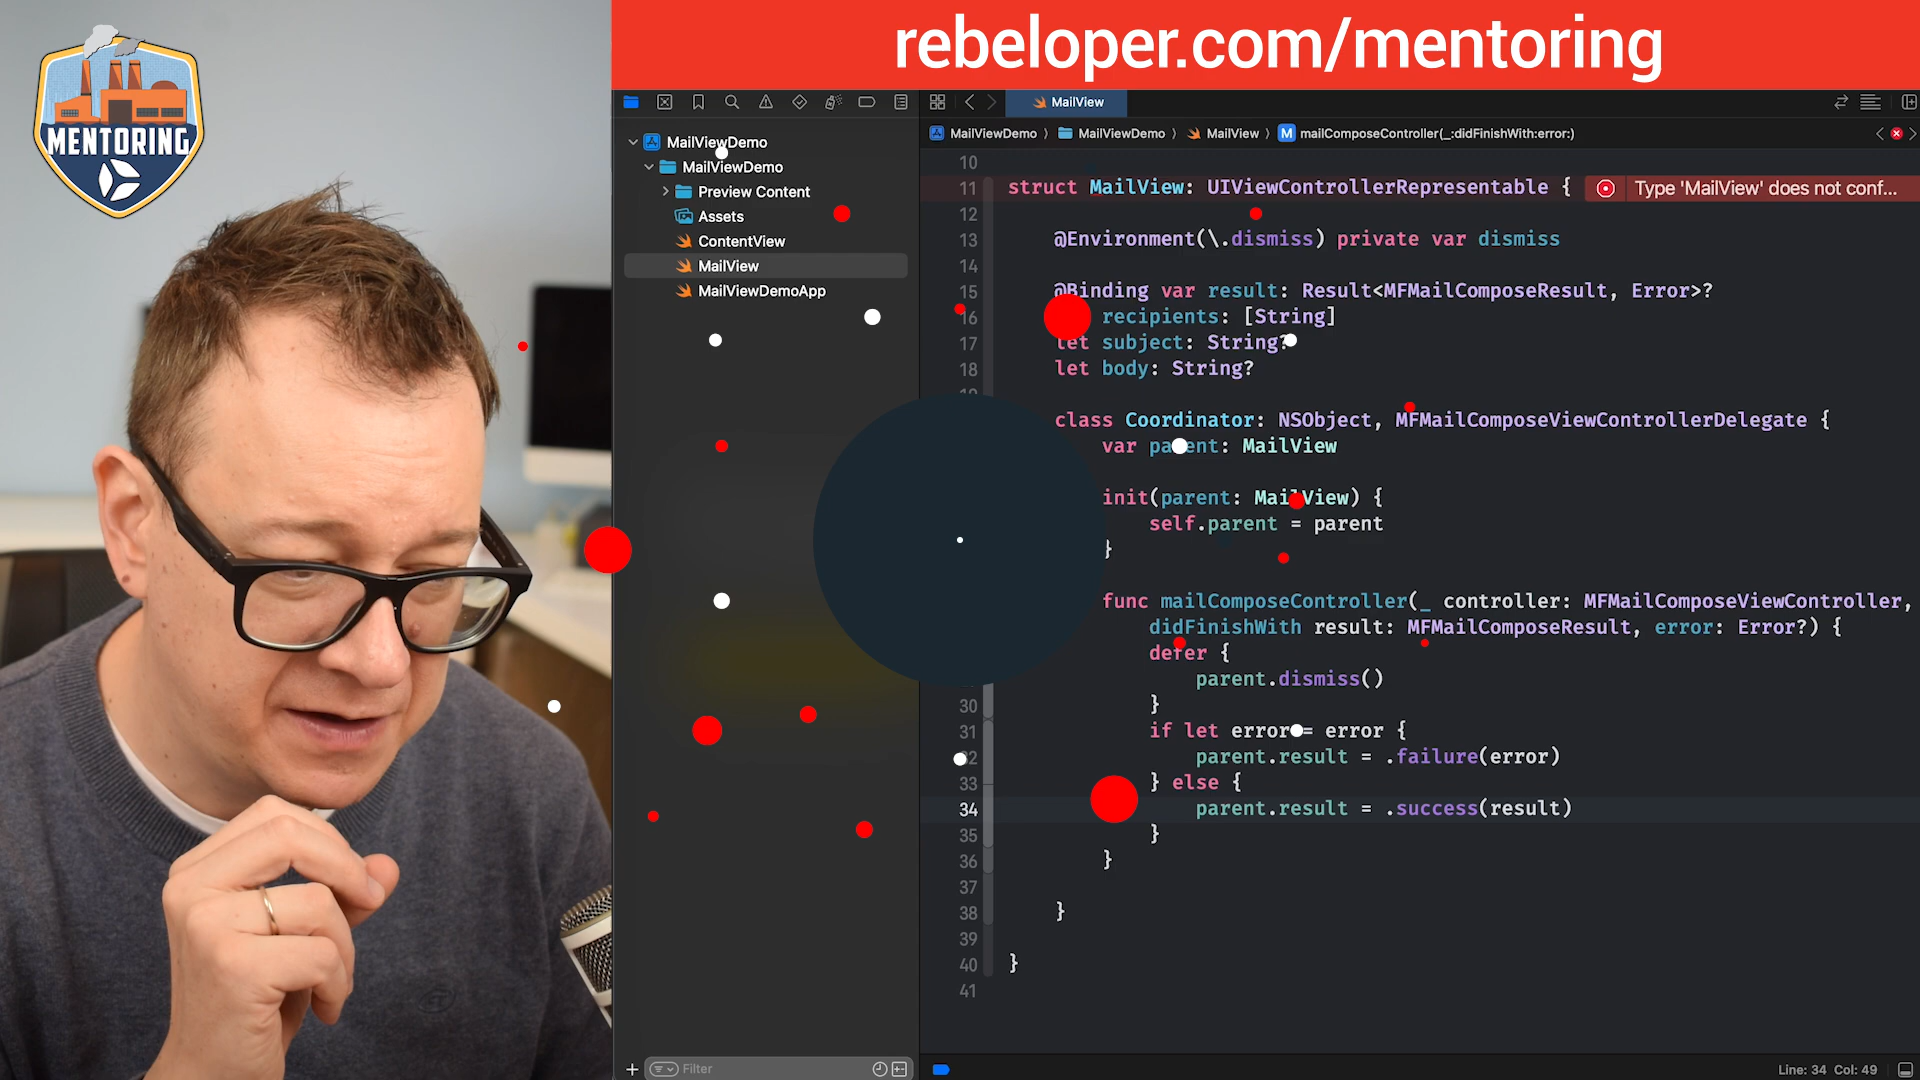 rebeloper.com/mentoring
MENTORING
MailView
MailViewDemo
MailViewDemo
Preview Content
Assets
ContentView
MailView
MailViewDemoApp
Filter
MailViewDemo
MailViewDemo
MailView
M mailComposeController(_:didFinishWith:error:)
10
11 struct MailView: UIViewControllerRepresentable {
Type 'MailView' does not conf...
12
13 @Environment(\.dismiss) private var dismiss
14
15 @Binding var result: Result<MFMailComposeResult, Error>?
16 recipients: [String]
17 let subject: String?
18 let body: String?
class Coordinator: NSObject, MFMailComposeViewControllerDelegate {
var parent: MailView
init(parent: MailView) {
self.parent = parent
}
func mailComposeController(_ controller: MFMailComposeViewController,
didFinishWith result: MFMailComposeResult, error: Error?) {
defer {
parent.dismiss()
30 }
31 if let error = error {
32 parent.result = .failure(error)
33 } else {
34 parent.result = .success(result)
35 }
36 }
37
38 }
39
40 }
41
Line: 34 Col: 49